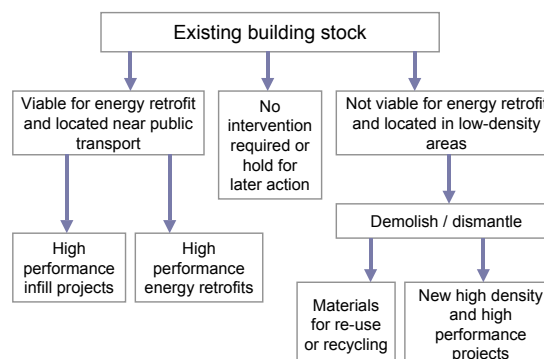 Existing building stock
Viable for energy retrofit
and located near public
transport
No
intervention
required or
hold for
later action
Not viable for energy retrofit
and located in low-density
areas
High
performance
infill projects
High
performance
energy retrofits
Demolish / dismantle
Materials
for re-use
or recycling
New high density
and high
performance
projects